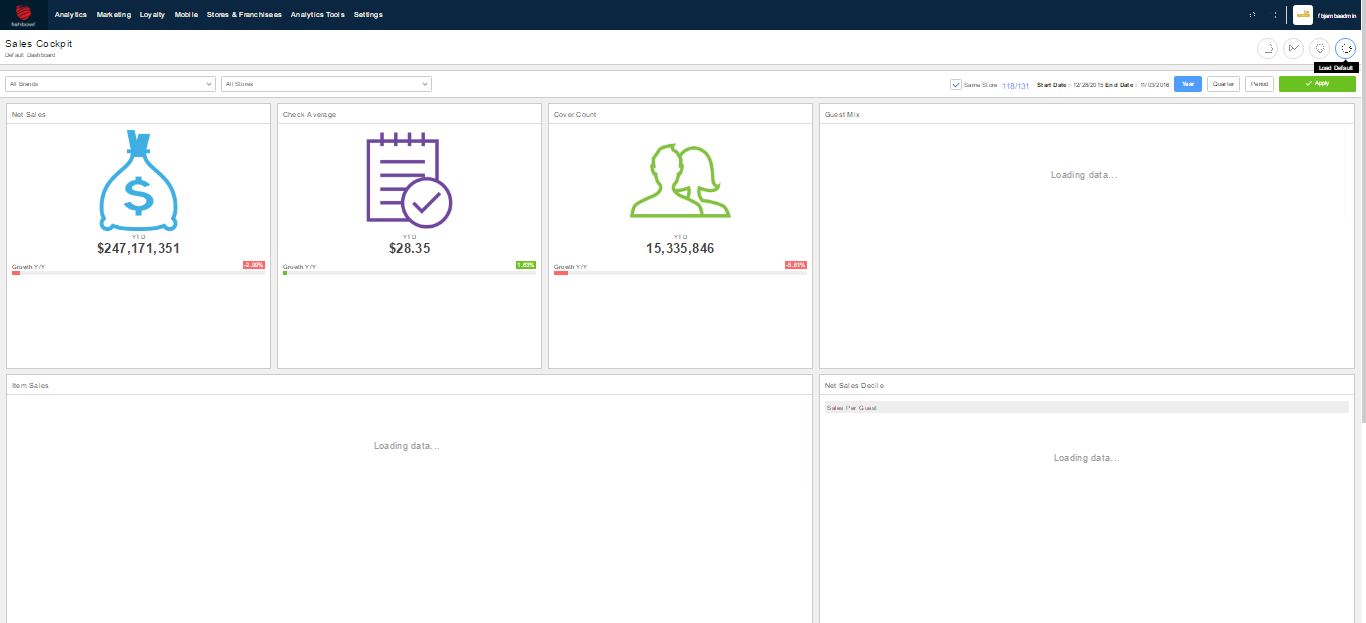 fishbowl
Analytics Marketing Loyalty Mobile Stores & Franchisees Analytics Tools Settings
fbjambaadmin
Sales Cockpit
Default Dashboard
Load Default
All Brands
All Stores
Same Store 118/131 Start Date : 12/28/2015 End Date : 11/03/2016 Year Quarter Period Apply
Net Sales
YTD
$247,171,351
Growth Y/Y -2.99%
Check Average
YTD
$28.35
Growth Y/Y 1.63%
Cover Count
YTD
15,335,846
Growth Y/Y -5.61%
Guest Mix
Loading data...
Item Sales
Loading data...
Net Sales Decile
Sales Per Guest
Loading data...